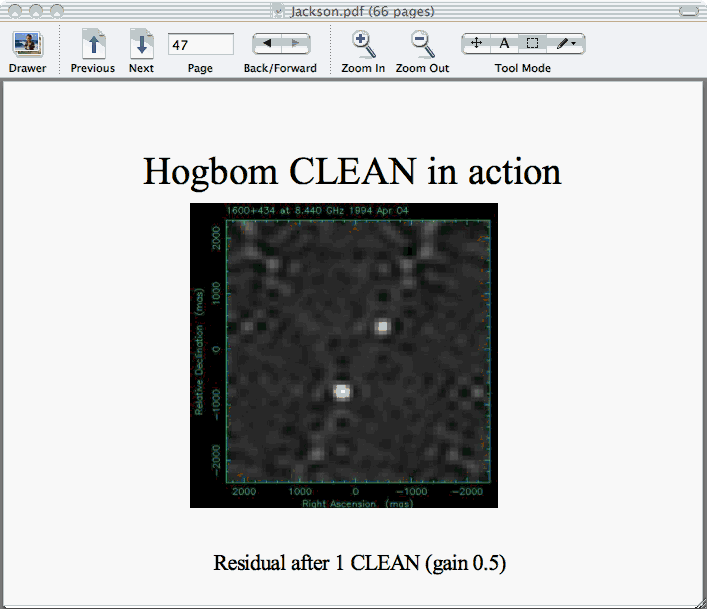 Jackson.pdf (66 pages)
47
A
Drawer Previous Next Page Back/Forward Zoom In Zoom Out Tool Mode
Hogbom CLEAN in action
1600+434 at 8.440 GHz 1994 Apr 04
Relative Declination (mas)
2000
1000
0
−1000
−2000
2000 1000 0 −1000 −2000
Right Ascension (mas)
Residual after 1 CLEAN (gain 0.5)